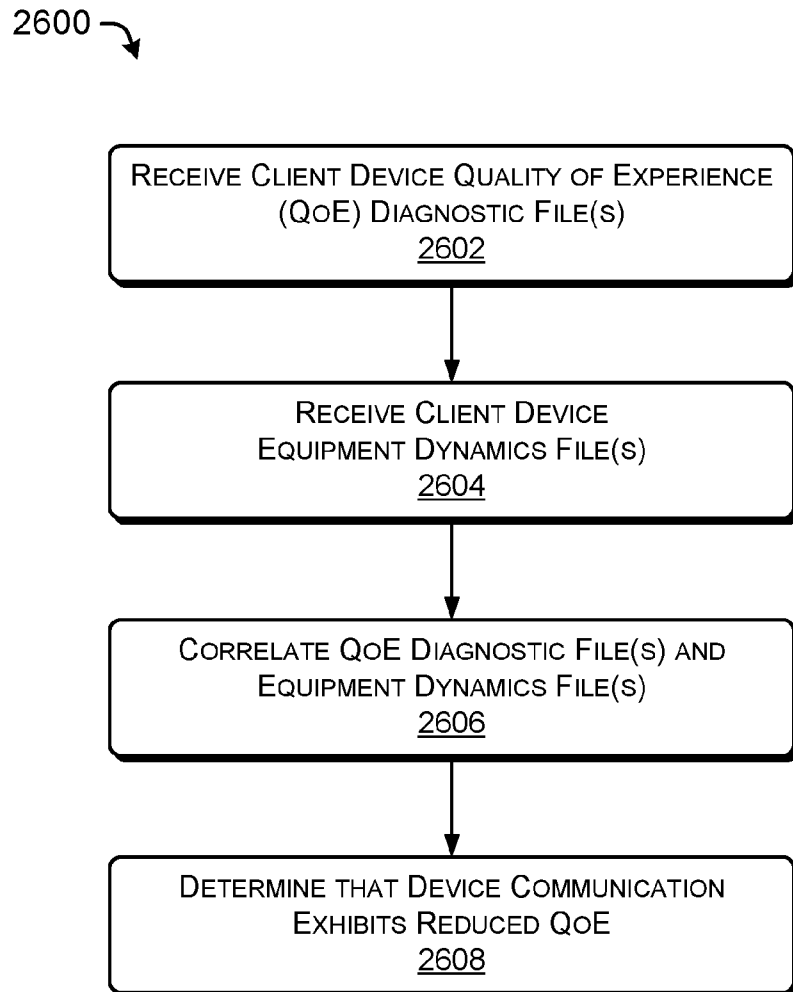 2600
RECEIVE CLIENT DEVICE QUALITY OF EXPERIENCE
(QOE) DIAGNOSTIC FILE(S)
2602
RECEIVE CLIENT DEVICE
EQUIPMENT DYNAMICS FILE(S)
2604
CORRELATE QOE DIAGNOSTIC FILE(S) AND
EQUIPMENT DYNAMICS FILE(S)
2606
DETERMINE THAT DEVICE COMMUNICATION
EXHIBITS REDUCED QOE
2608